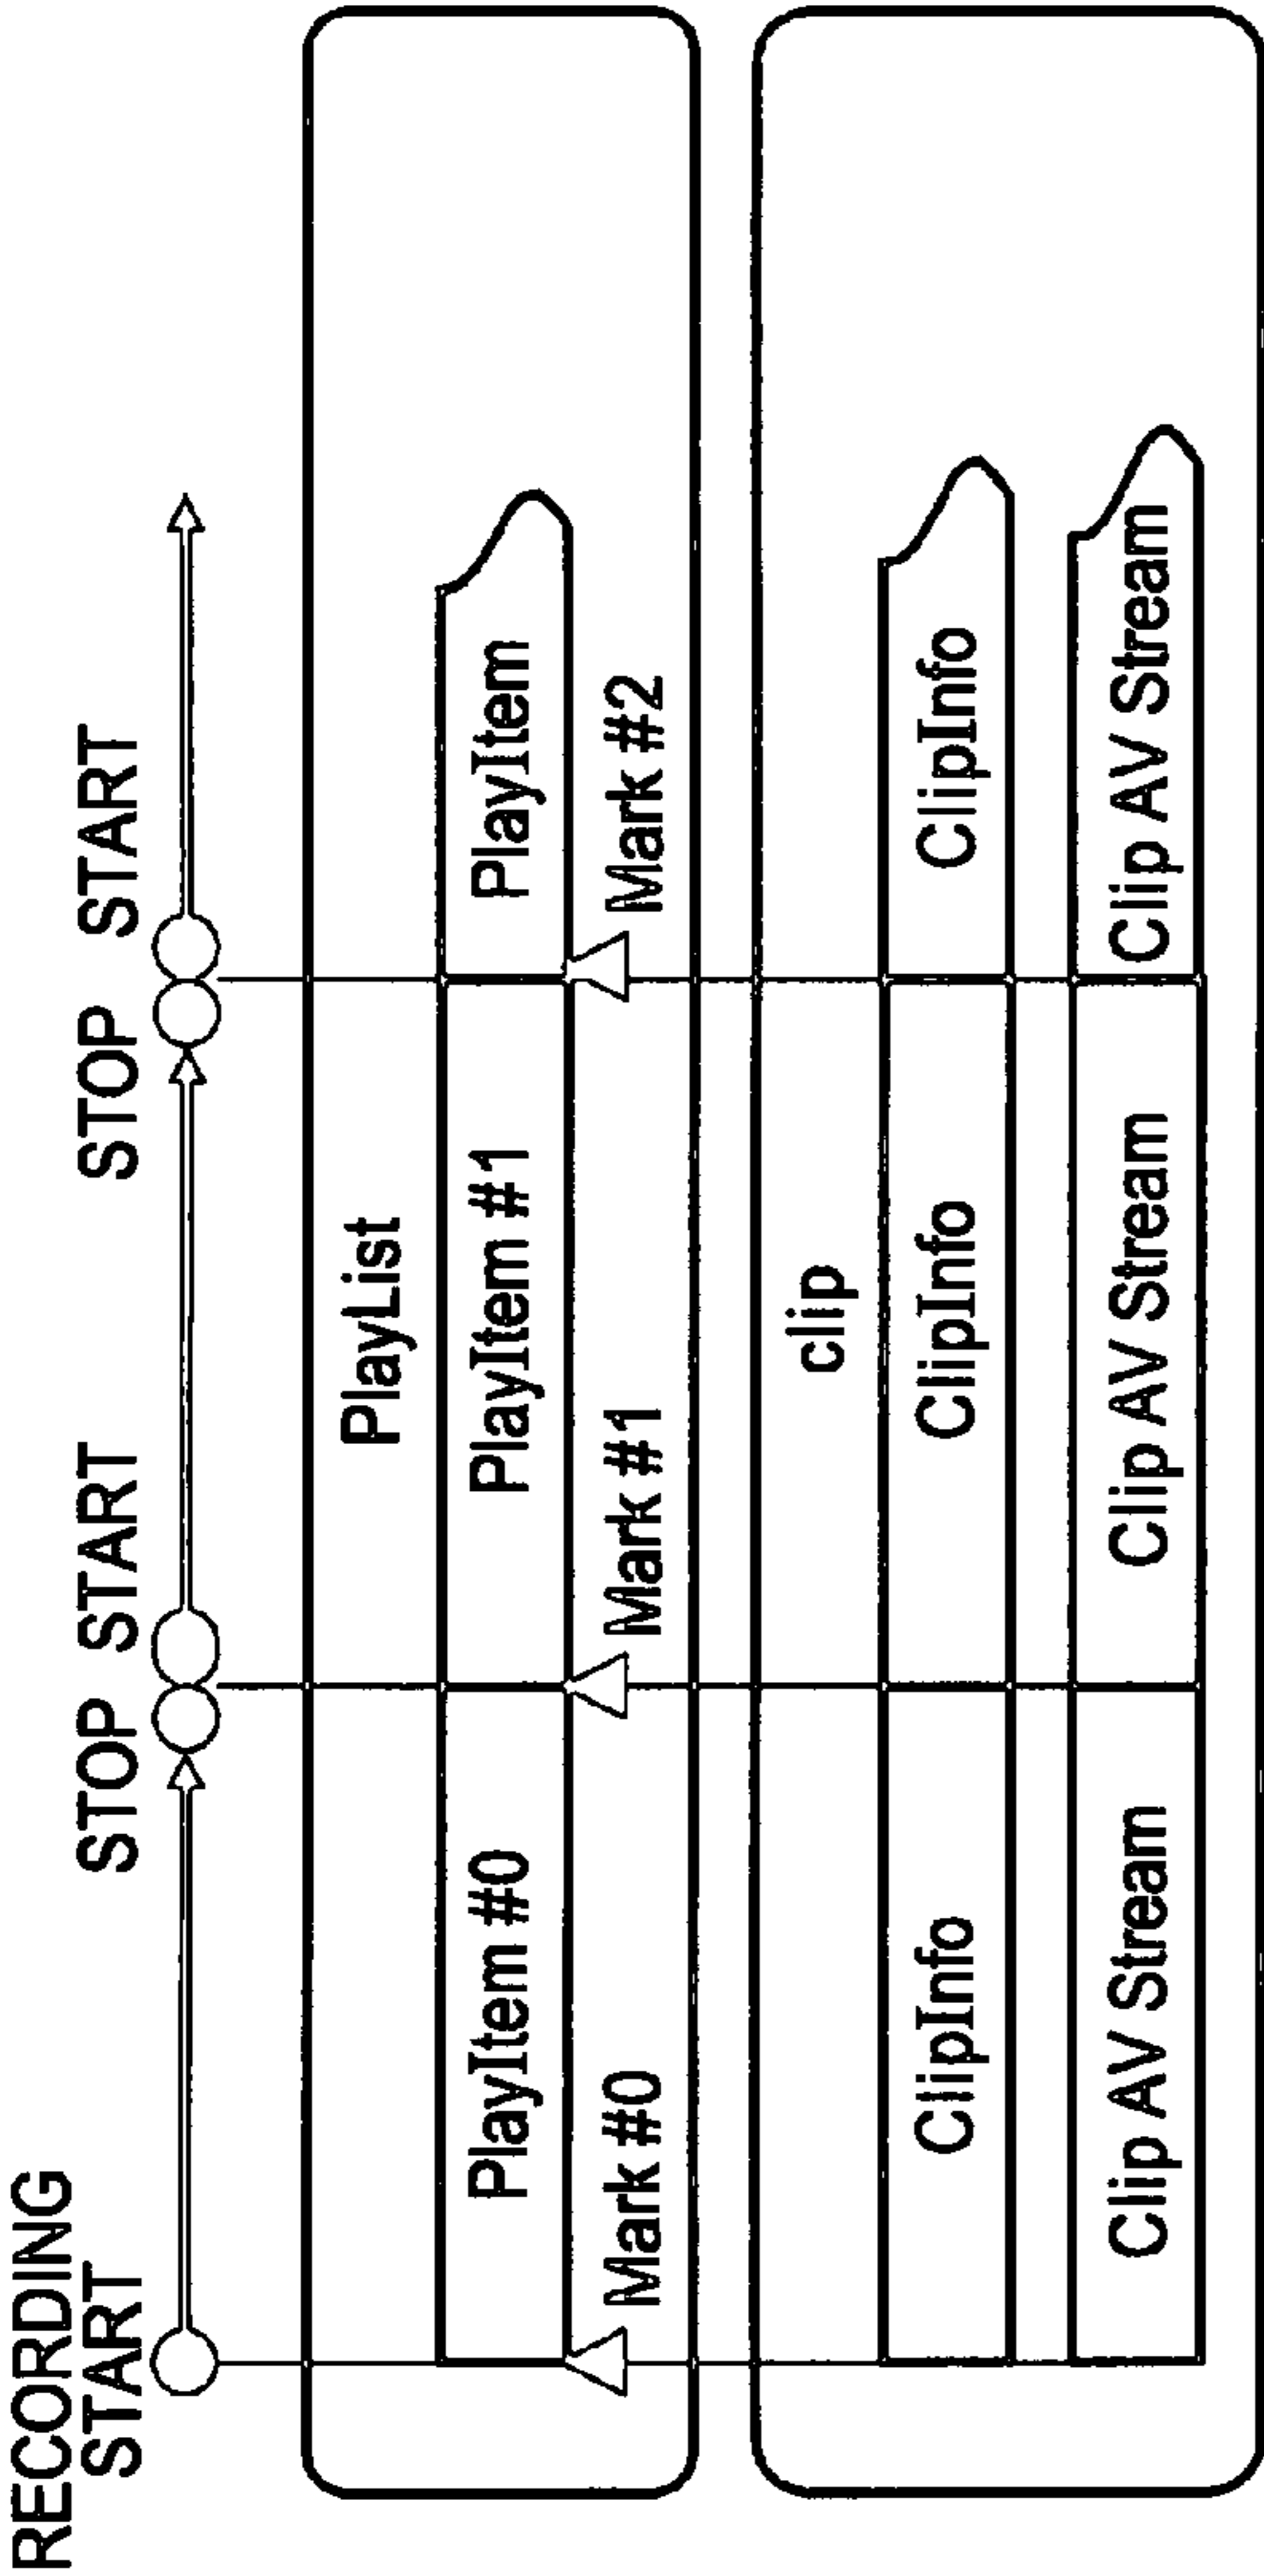 RECORDING
START
STOP START
STOP START
PlayList
PlayItem #0
PlayItem #1
PlayItem
Mark #0
Mark #1
Mark #2
clip
ClipInfo
ClipInfo
ClipInfo
Clip AV Stream
Clip AV Stream
Clip AV Stream